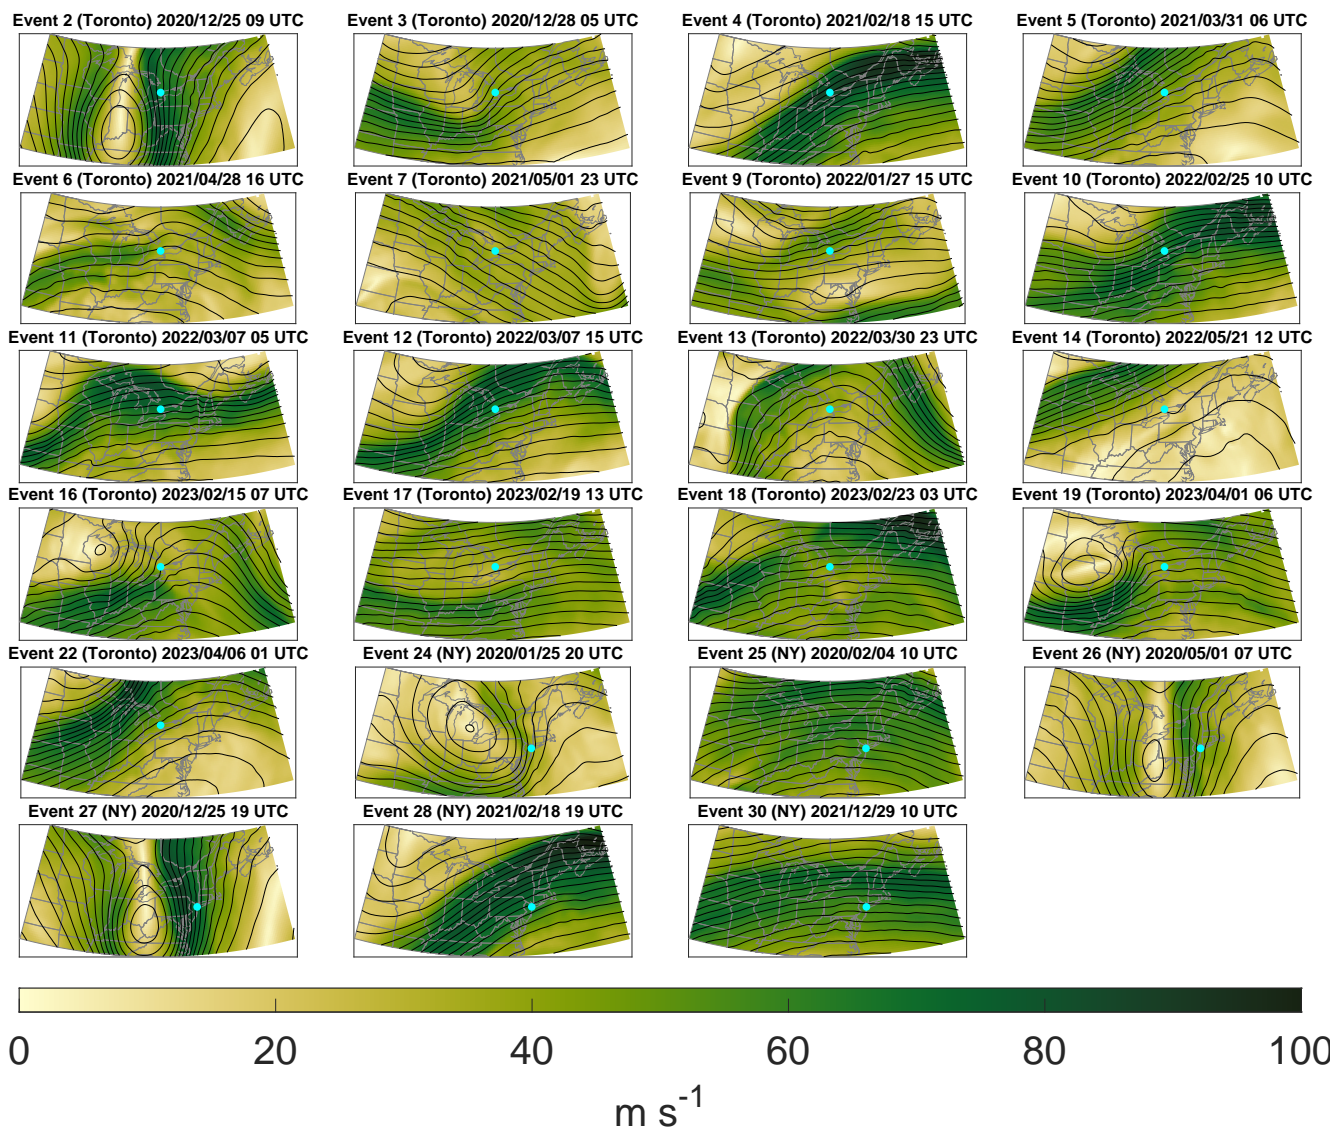 Event 2 (Toronto) 2020/12/25 09 UTC
Event 3 (Toronto) 2020/12/28 05 UTC
Event 4 (Toronto) 2021/02/18 15 UTC
Event 5 (Toronto) 2021/03/31 06 UTC
Event 6 (Toronto) 2021/04/28 16 UTC
Event 7 (Toronto) 2021/05/01 23 UTC
Event 9 (Toronto) 2022/01/27 15 UTC
Event 10 (Toronto) 2022/02/25 10 UTC
Event 11 (Toronto) 2022/03/07 05 UTC
Event 12 (Toronto) 2022/03/07 15 UTC
Event 13 (Toronto) 2022/03/30 23 UTC
Event 14 (Toronto) 2022/05/21 12 UTC
Event 16 (Toronto) 2023/02/15 07 UTC
Event 17 (Toronto) 2023/02/19 13 UTC
Event 18 (Toronto) 2023/02/23 03 UTC
Event 19 (Toronto) 2023/04/01 06 UTC
Event 22 (Toronto) 2023/04/06 01 UTC
Event 24 (NY) 2020/01/25 20 UTC
Event 25 (NY) 2020/02/04 10 UTC
Event 26 (NY) 2020/05/01 07 UTC
Event 27 (NY) 2020/12/25 19 UTC
Event 28 (NY) 2021/02/18 19 UTC
Event 30 (NY) 2021/12/29 10 UTC
0 20 40 60 80 100
m s⁻¹